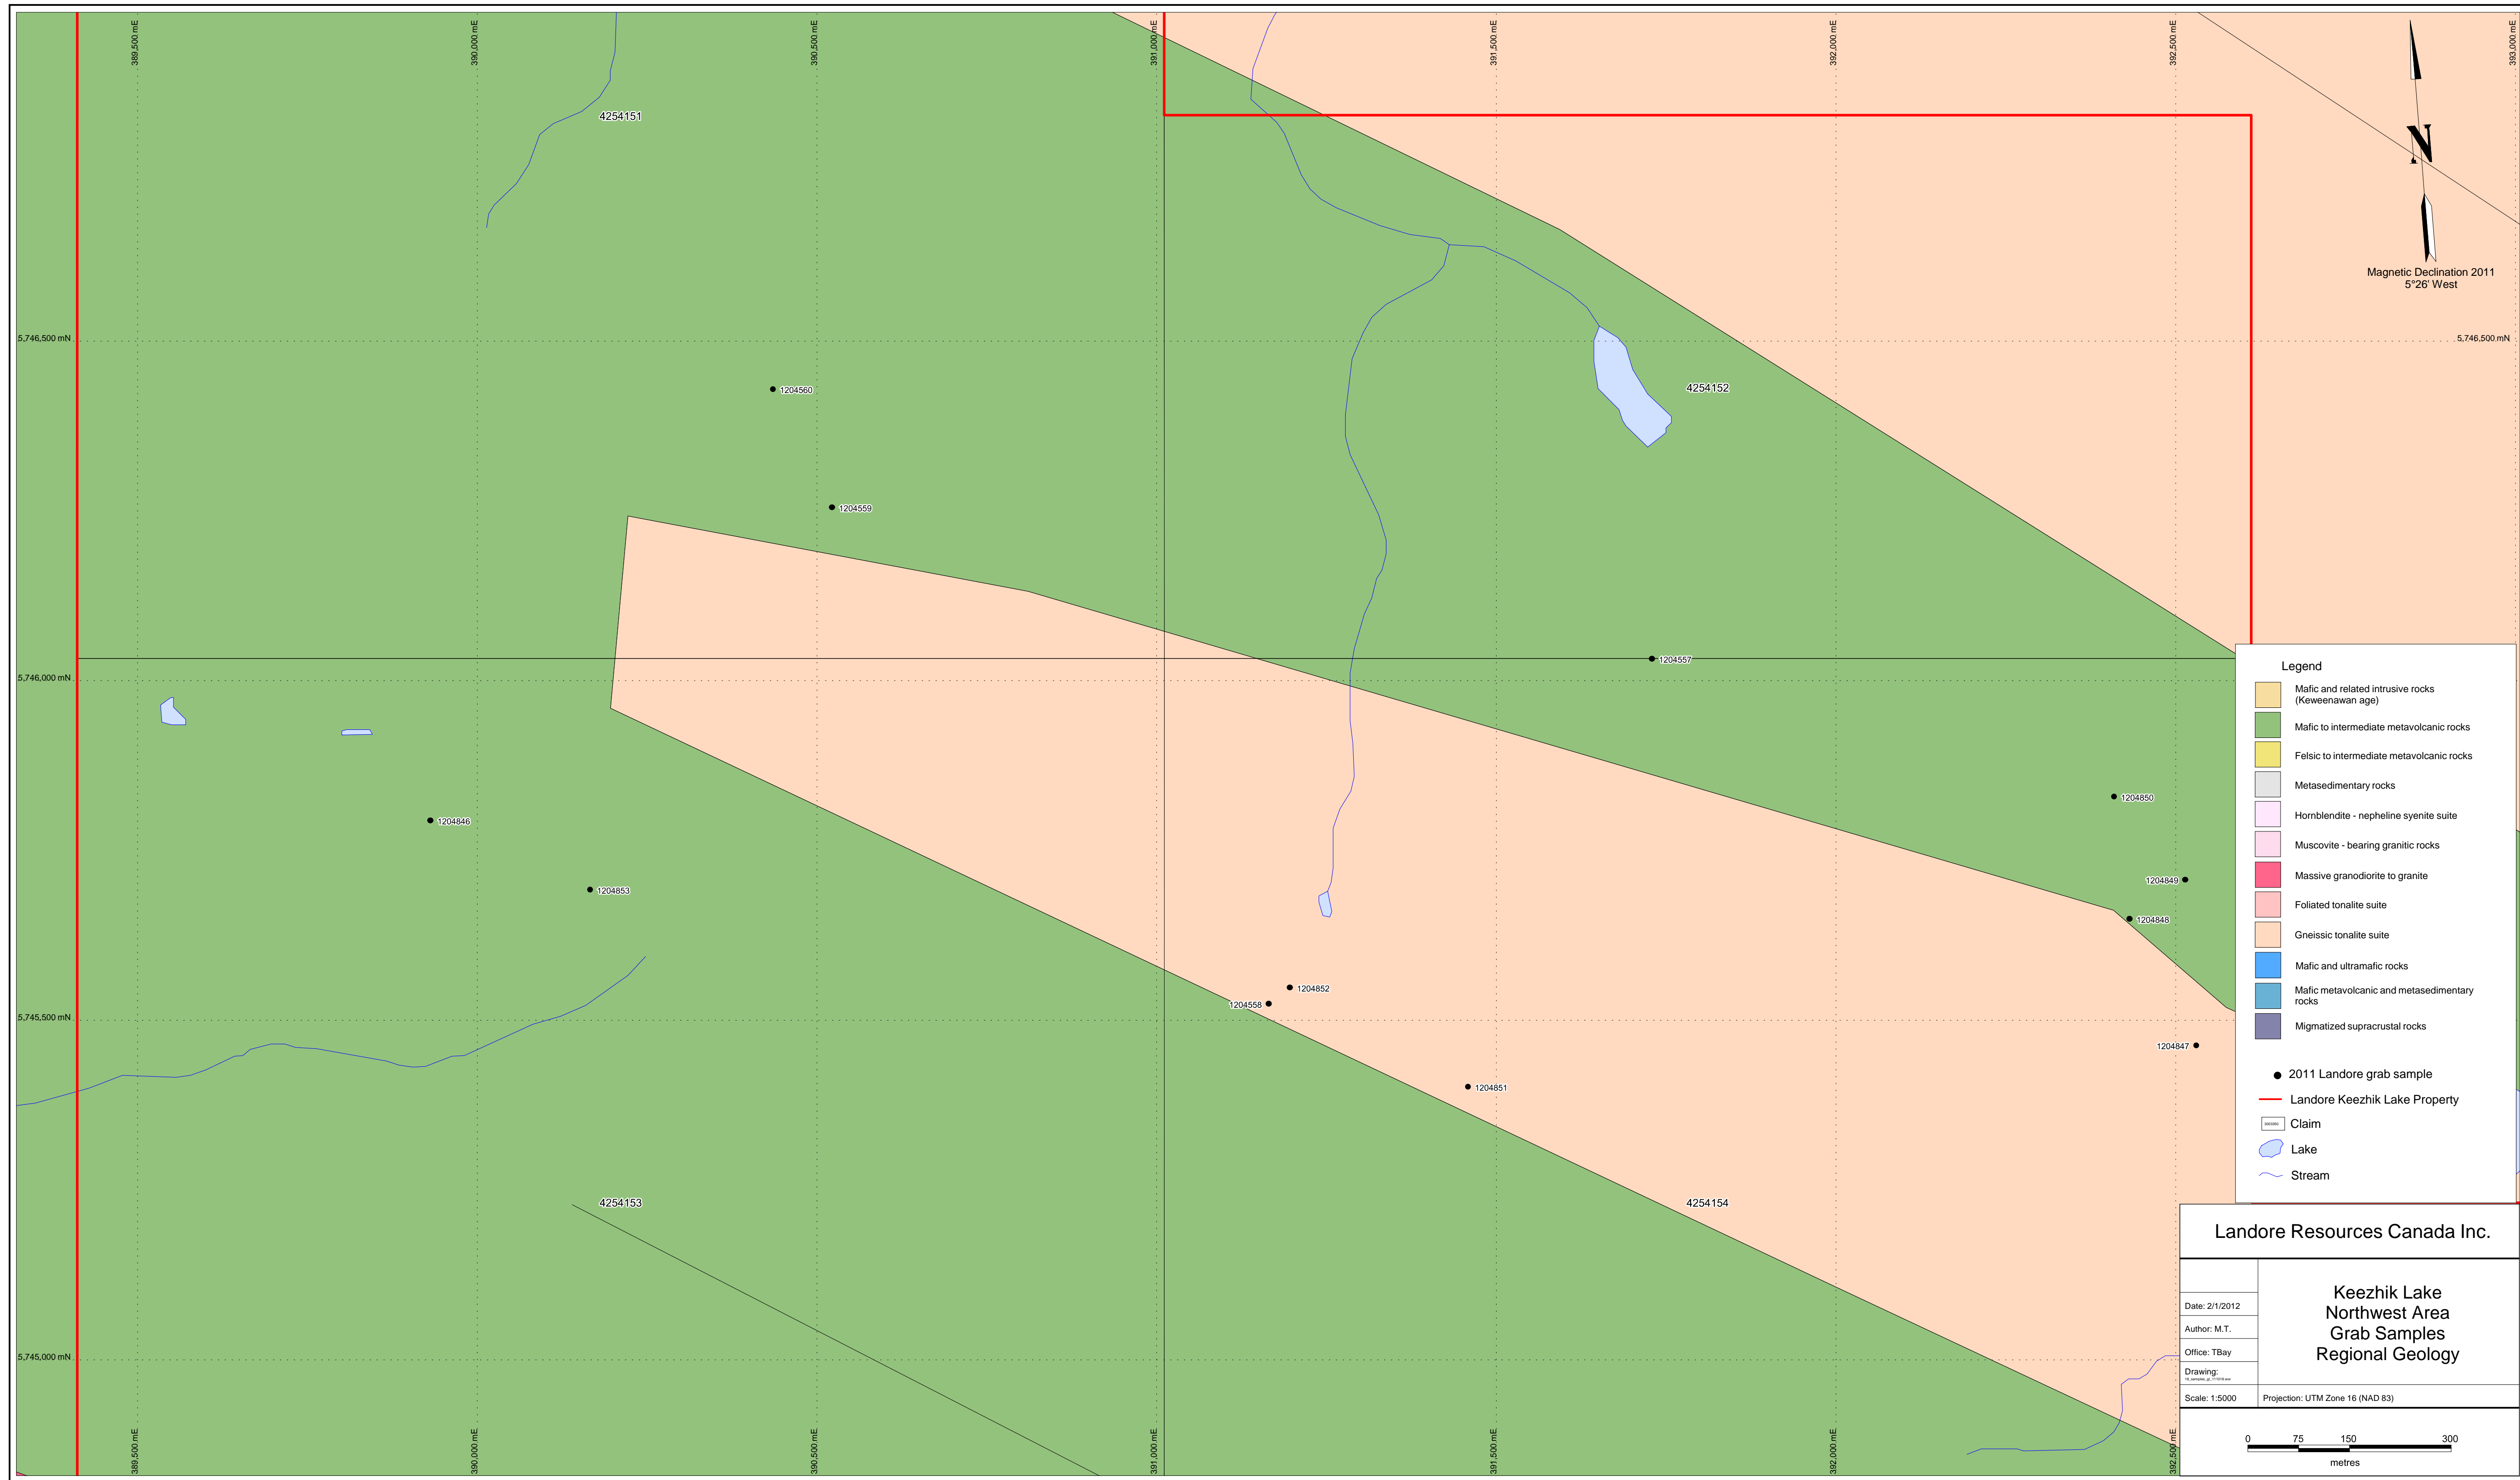 389,500 mE
390,000 mE
390,500 mE
391,000 mE
391,500 mE
392,000 mE
392,500 mE
393,000 mE
4254151
N
Magnetic Declination 2011
5°26' West
5,746,500 mN
5,746,500 mN
1204560
4254152
1204559
1204557
5,746,000 mN
1204850
1204846
1204849
1204853
1204848
1204852
1204558
5,745,500 mN
1204847
1204851
4254153
4254154
5,745,000 mN
389,500 mE
390,000 mE
390,500 mE
391,000 mE
391,500 mE
392,000 mE
392,500 mE
Legend
Mafic and related intrusive rocks
(Keweenawan age)
Mafic to intermediate metavolcanic rocks
Felsic to intermediate metavolcanic rocks
Metasedimentary rocks
Hornblendite - nepheline syenite suite
Muscovite - bearing granitic rocks
Massive granodiorite to granite
Foliated tonalite suite
Gneissic tonalite suite
Mafic and ultramafic rocks
Mafic metavolcanic and metasedimentary
rocks
Migmatized supracrustal rocks
2011 Landore grab sample
Landore Keezhik Lake Property
Claim
Lake
Stream
Landore Resources Canada Inc.
Date: 2/1/2012
Author: M.T.
Office: TBay
Drawing:
Keezhik Lake
Northwest Area
Grab Samples
Regional Geology
Scale: 1:5000
Projection: UTM Zone 16 (NAD 83)
0 75 150 300
metres